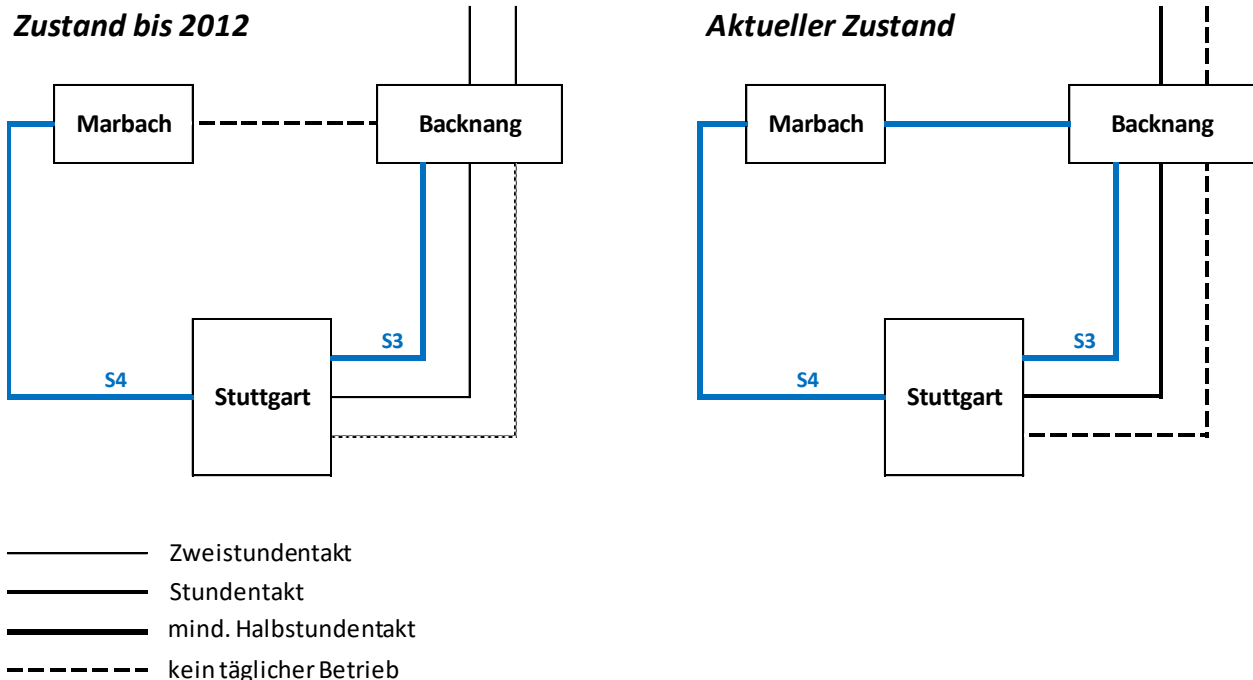 Zustand bis 2012
Aktueller Zustand
Marbach
Backnang
Marbach
Backnang
S3
S3
S4
Stuttgart
S4
Stuttgart
Zweistundentakt
Stundentakt
mind. Halbstundentakt
kein täglicher Betrieb